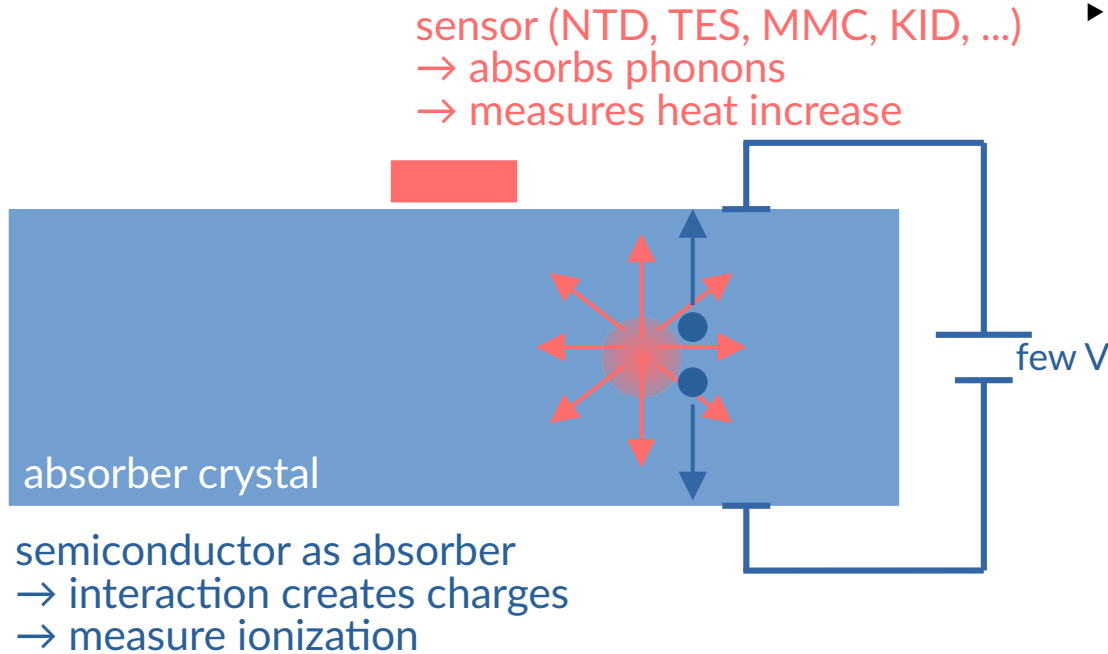 sensor (NTD, TES, MMC, KID, ...)
→ absorbs phonons
→ measures heat increase
few V
absorber crystal
semiconductor as absorber
→ interaction creates charges
→ measure ionization